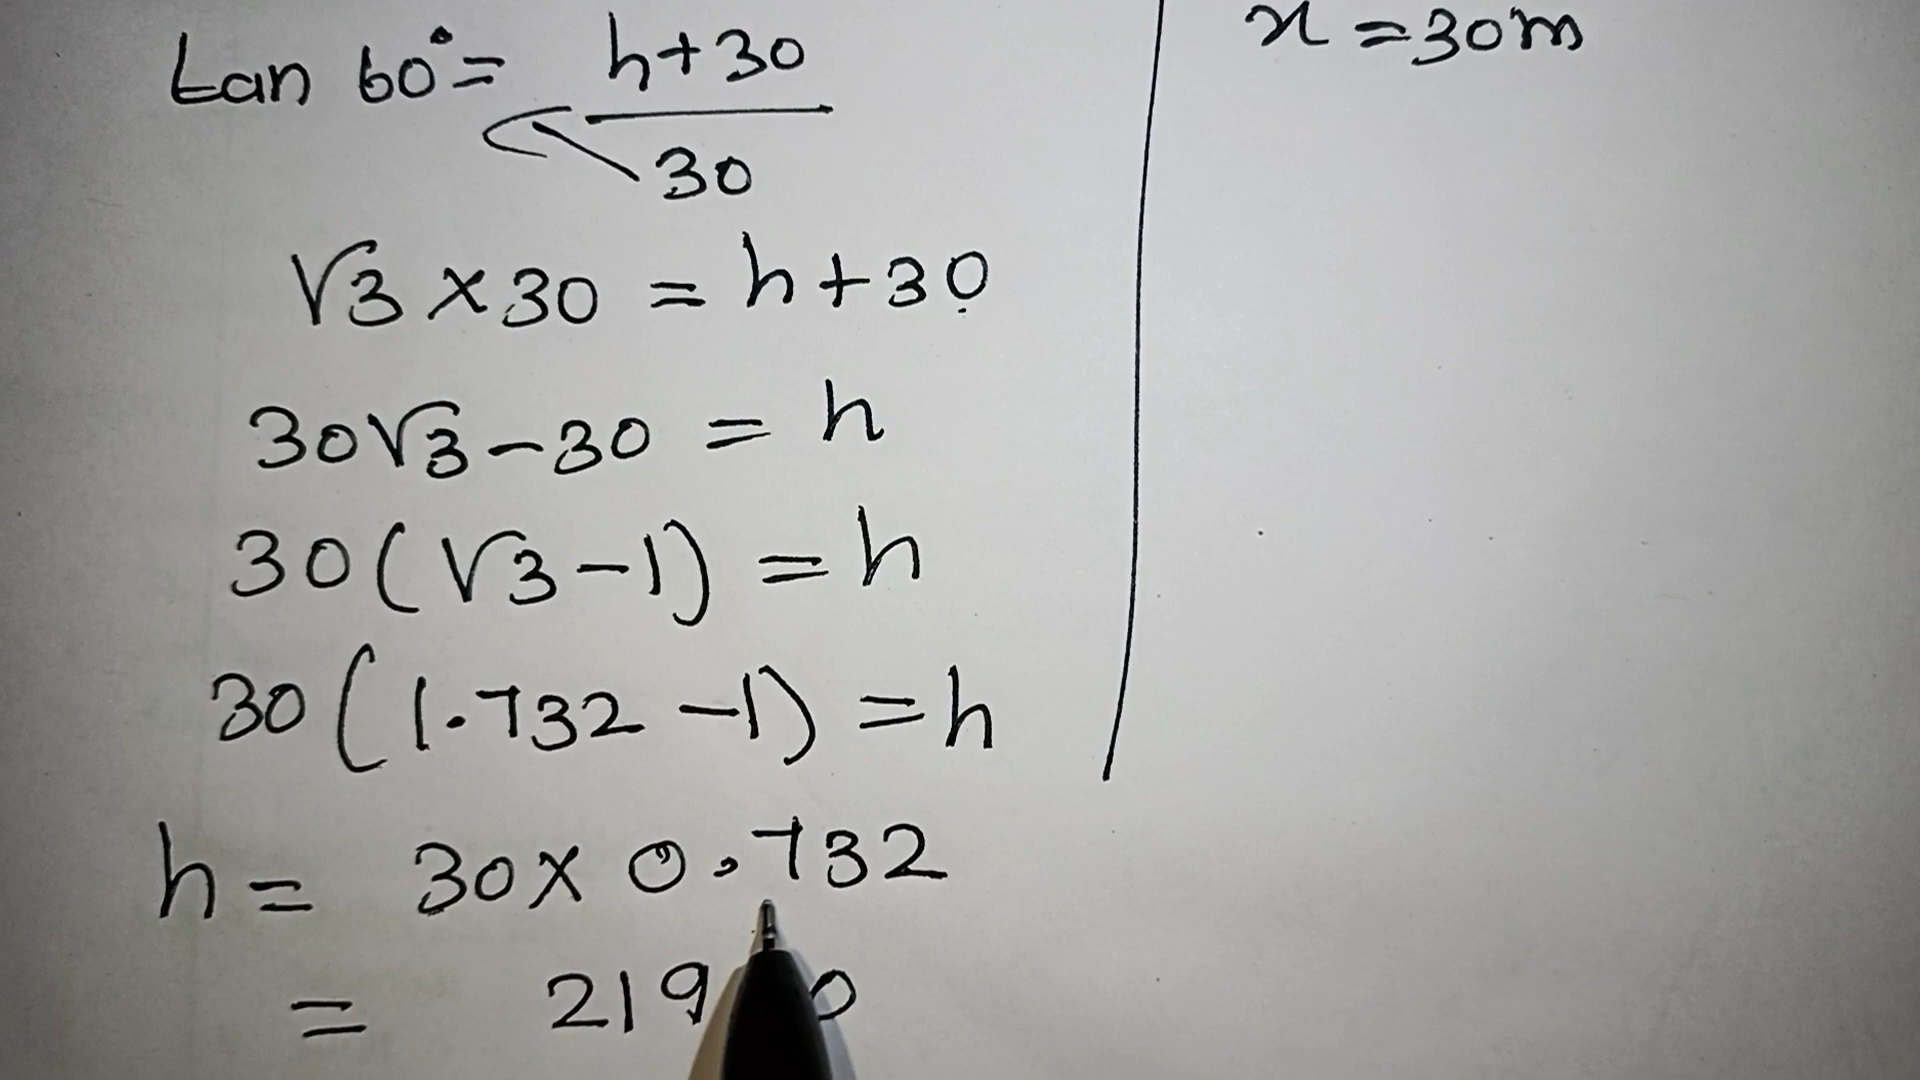 tan 60° = h+30
30
√3 × 30 = h+30
30√3 - 30 = h
30(√3 - 1) = h
30(1.732 - 1) = h
h = 30 × 0.732
=
x = 30m